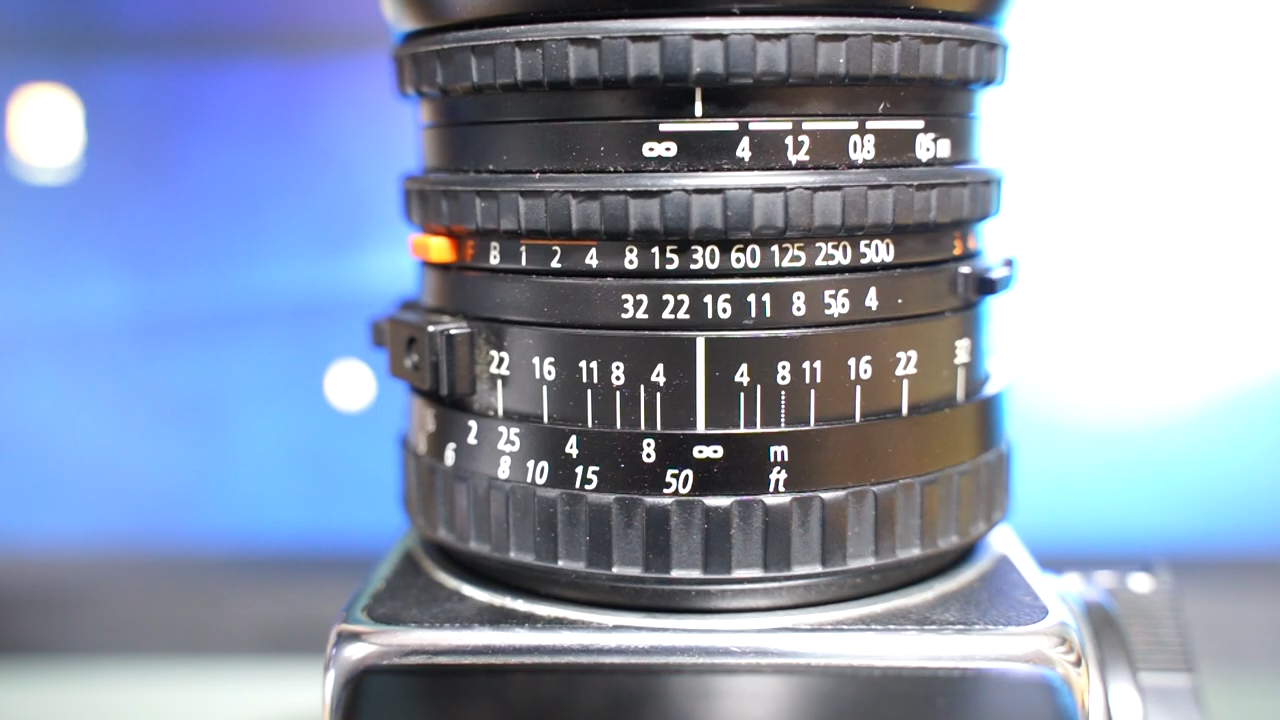 ∞ 4 1,2 0,8 0,5m
F B 1 2 4 8 15 30 60 125 250 500
32 22 16 11 8 5,6 4
22 16 11 8 4 4 8 11 16 22 32
2 2,5 4 8 ∞ m
6 8 10 15 50 ft